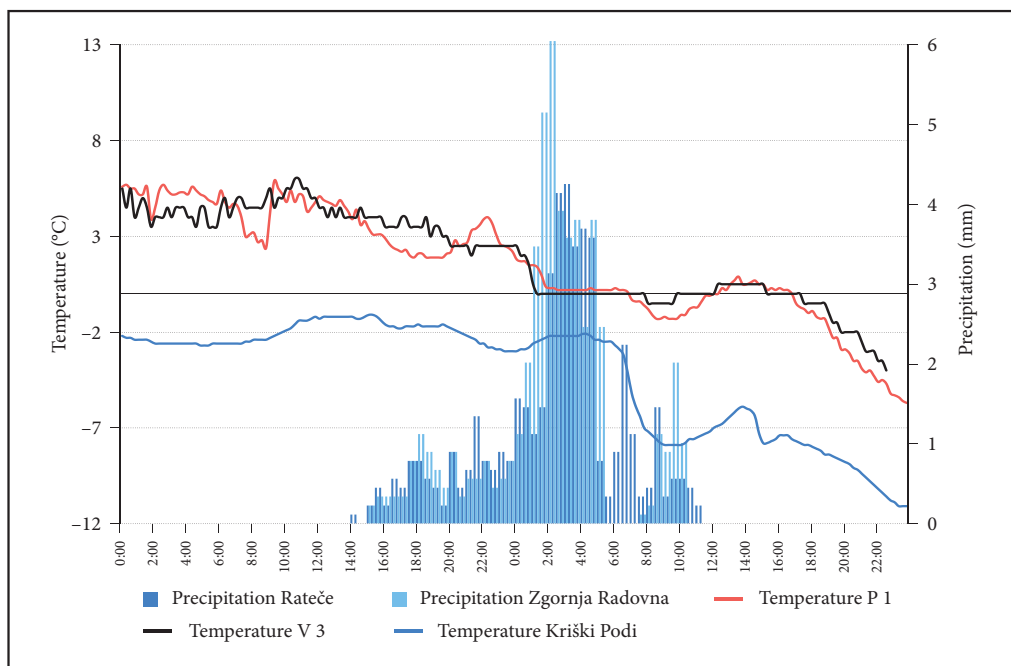 13
8
3
−2
−7
−12
Temperature (°C)
6
5
4
3
2
1
0
Precipitation (mm)
0:00 2:00 4:00 6:00 8:00 10:00 12:00 14:00 16:00 18:00 20:00 22:00 0:00 2:00 4:00 6:00 8:00 10:00 12:00 14:00 16:00 18:00 20:00 22:00
Precipitation Rateče Precipitation Zgornja Radovna Temperature P 1
Temperature V 3 Temperature Kriški Podi